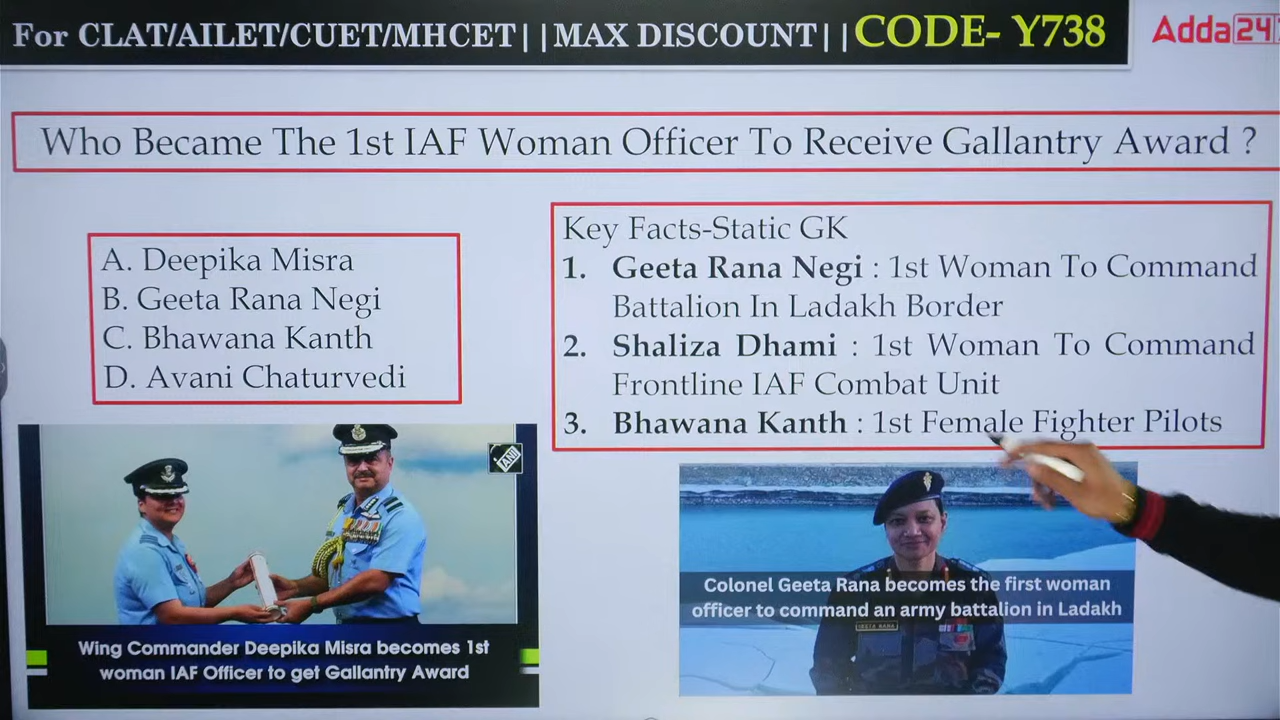 For CLAT/AILET/CUET/MHCET||MAX DISCOUNT||CODE- Y738
Adda24
Who Became The 1st IAF Woman Officer To Receive Gallantry Award ?
A. Deepika Misra
B. Geeta Rana Negi
C. Bhawana Kanth
D. Avani Chaturvedi
Key Facts-Static GK
1. Geeta Rana Negi : 1st Woman To Command
Battalion In Ladakh Border
2. Shaliza Dhami : 1st Woman To Command
Frontline IAF Combat Unit
3. Bhawana Kanth : 1st Female Fighter Pilots
ANI
Wing Commander Deepika Misra becomes 1st
woman IAF Officer to get Gallantry Award
Colonel Geeta Rana becomes the first woman
officer to command an army battalion in Ladakh
GEETA RANA